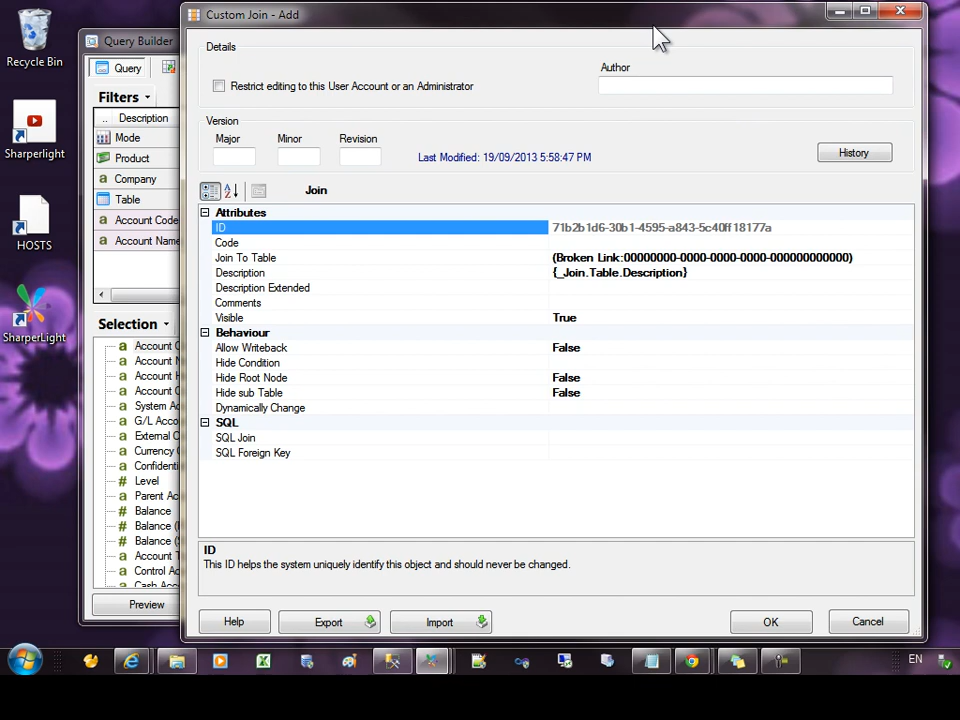 Recycle Bin
Sharperlight
HOSTS
SharperLight
Query Builder
Query
Filters
.. Description
Mode
Product
a Company
Table
a Account Code
a Account Name
Selection
a Account
a Account
a Account
a Account
a System
a G/L
a External
a Currency
a
# Level
a Parent
# Balance
# Balance
# Balance
a Account
a Control
a
Preview
Custom Join - Add
Details
Restrict editing to this User Account or an Administrator
Author
Version
Major
Minor
Revision
Last Modified: 19/09/2013 5:58:47 PM
History
Join
Attributes
ID 71b2b1d6-30b1-4595-a843-5c40ff18177a
Code
Join To Table (Broken Link:00000000-0000-0000-0000-000000000000)
Description {_Join.Table.Description}
Description Extended
Comments
Visible True
Behaviour
Allow Writeback False
Hide Condition
Hide Root Node False
Hide sub Table False
Dynamically Change
SQL
SQL Join
SQL Foreign Key
ID
This ID helps the system uniquely identify this object and should never be changed.
Help
Export
Import
OK
Cancel
EN